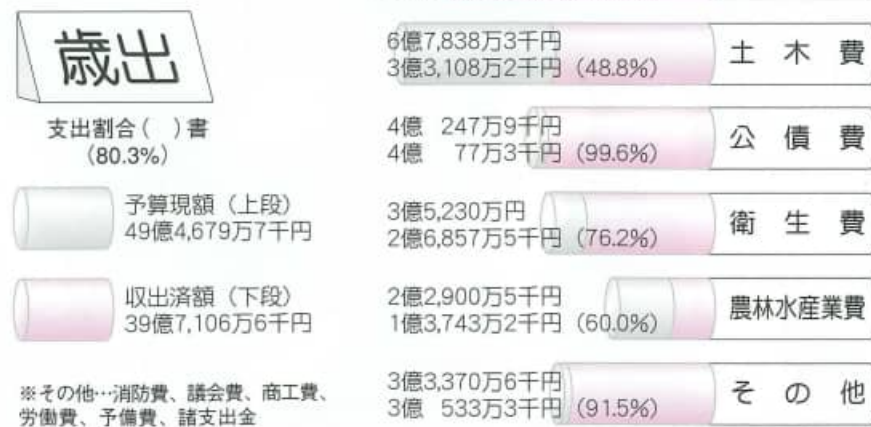 歳出
支出割合(　)書
(80.3%)
予算現額（上段）
49億4,679万7千円
収出済額（下段）
39億7,106万6千円
※その他…消防費、議会費、商工費、
労働費、予備費、諸支出金
6億7,838万3千円
3億3,108万2千円 (48.8%)
土木費
4億 247万9千円
4億 77万3千円 (99.6%)
公債費
3億5,230万円
2億6,857万5千円 (76.2%)
衛生費
2億2,900万5千円
1億3,743万2千円 (60.0%)
農林水産業費
3億3,370万6千円
3億 533万3千円 (91.5%)
その他